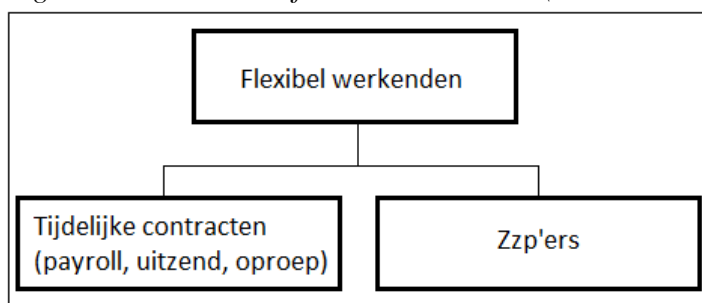 Flexibel werkenden
Tijdelijke contracten
(payroll, uitzend, oproep)
Zzp'ers